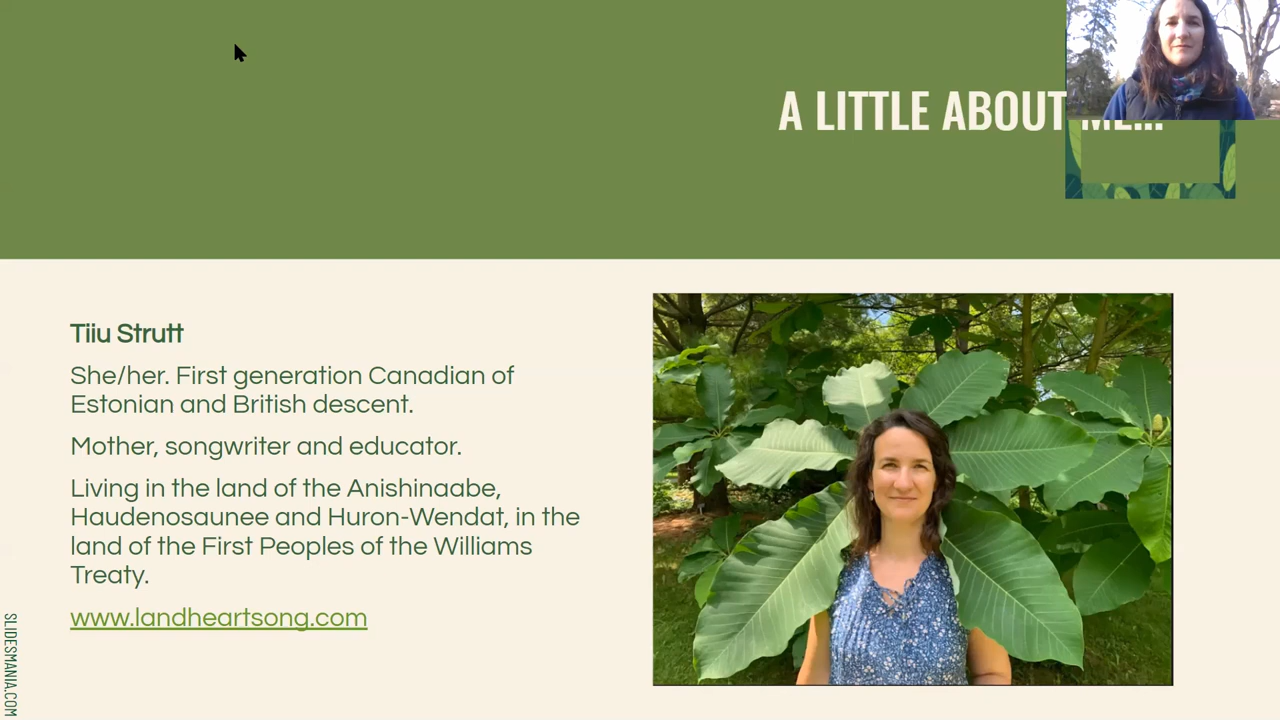 A LITTLE ABOUT ME...
Tiiu Strutt
She/her. First generation Canadian of
Estonian and British descent.
Mother, songwriter and educator.
Living in the land of the Anishinaabe,
Haudenosaunee and Huron-Wendat, in the
land of the First Peoples of the Williams
Treaty.
www.landheartsong.com
SLIDESMANIA.COM